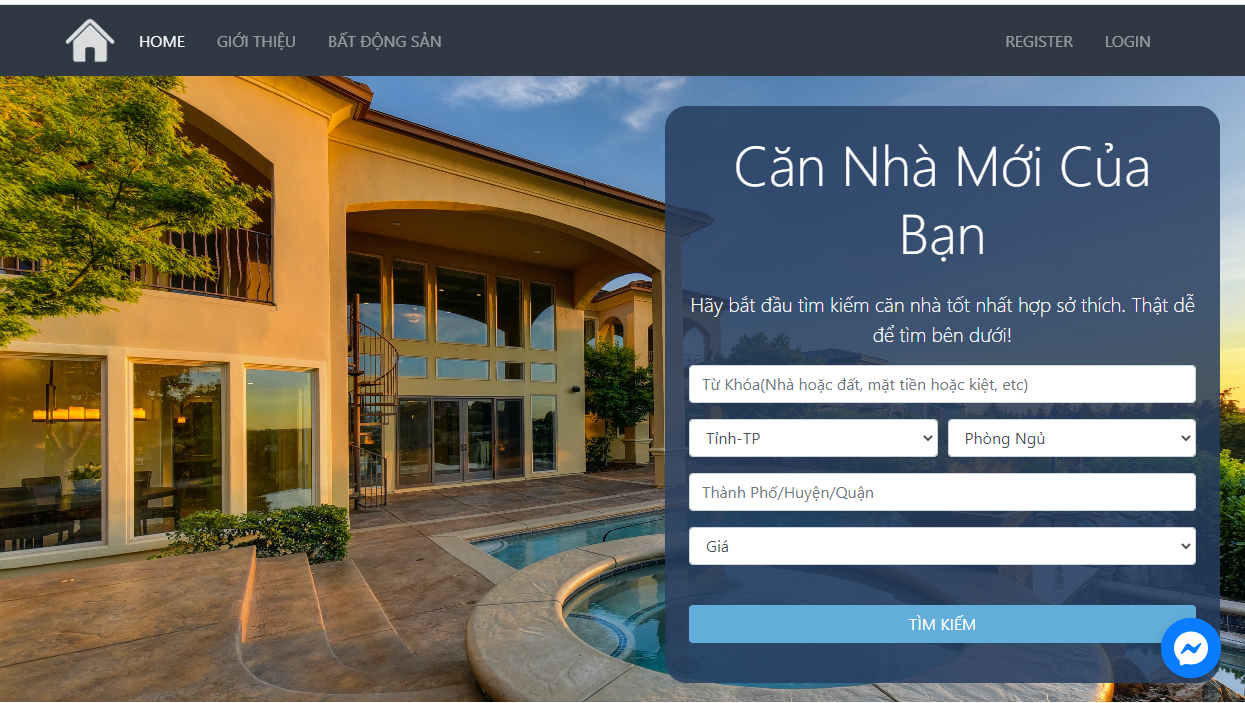 HOME GIỚI THIỆU BẤT ĐỘNG SẢN REGISTER LOGIN
Căn Nhà Mới Của
Bạn
Hãy bắt đầu tìm kiếm căn nhà tốt nhất hợp sở thích. Thật dễ
để tìm bên dưới!
Từ Khóa(Nhà hoặc đất, mặt tiền hoặc kiệt, etc)
Tỉnh-TP Phòng Ngủ
Thành Phố/Huyện/Quận
Giá
TÌM KIẾM